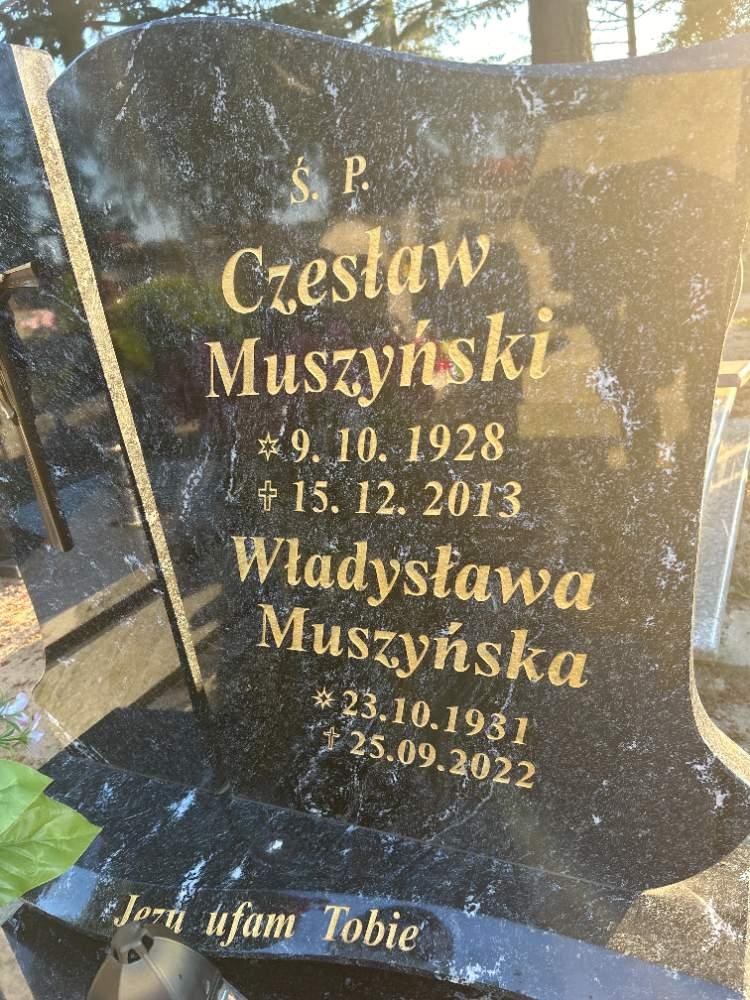 Ś. P.
Czesław
Muszyński
✡ 9. 10. 1928
✝ 15. 12. 2013
Władysława
Muszyńska
✡ 23.10.1931
✝ 25.09.2022
Jezu ufam Tobie